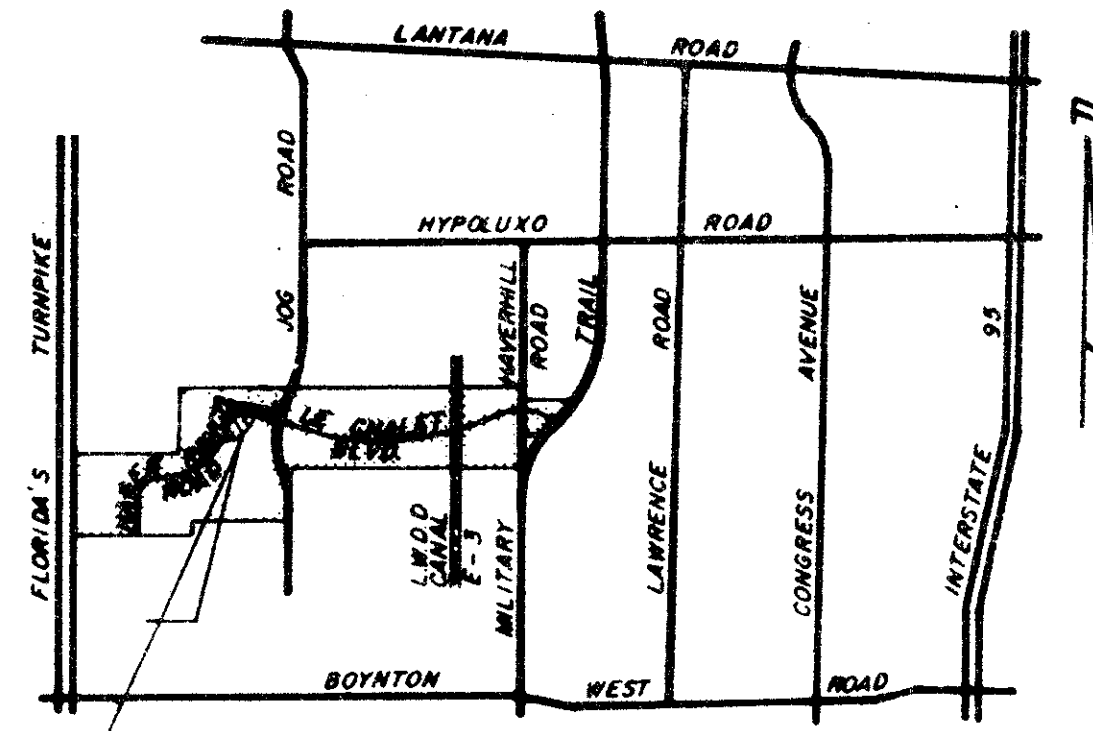 LANTANA ROAD
JOG ROAD
HYPOLUXO ROAD
FLORIDA'S TURNPIKE
HAVERHILL ROAD
MILITARY TRAIL
LAWRENCE ROAD
CONGRESS AVENUE
INTERSTATE 95
LE CHALET
BLVD.
ROAD
L.W.D.D
CANAL
E-3
BOYNTON WEST ROAD